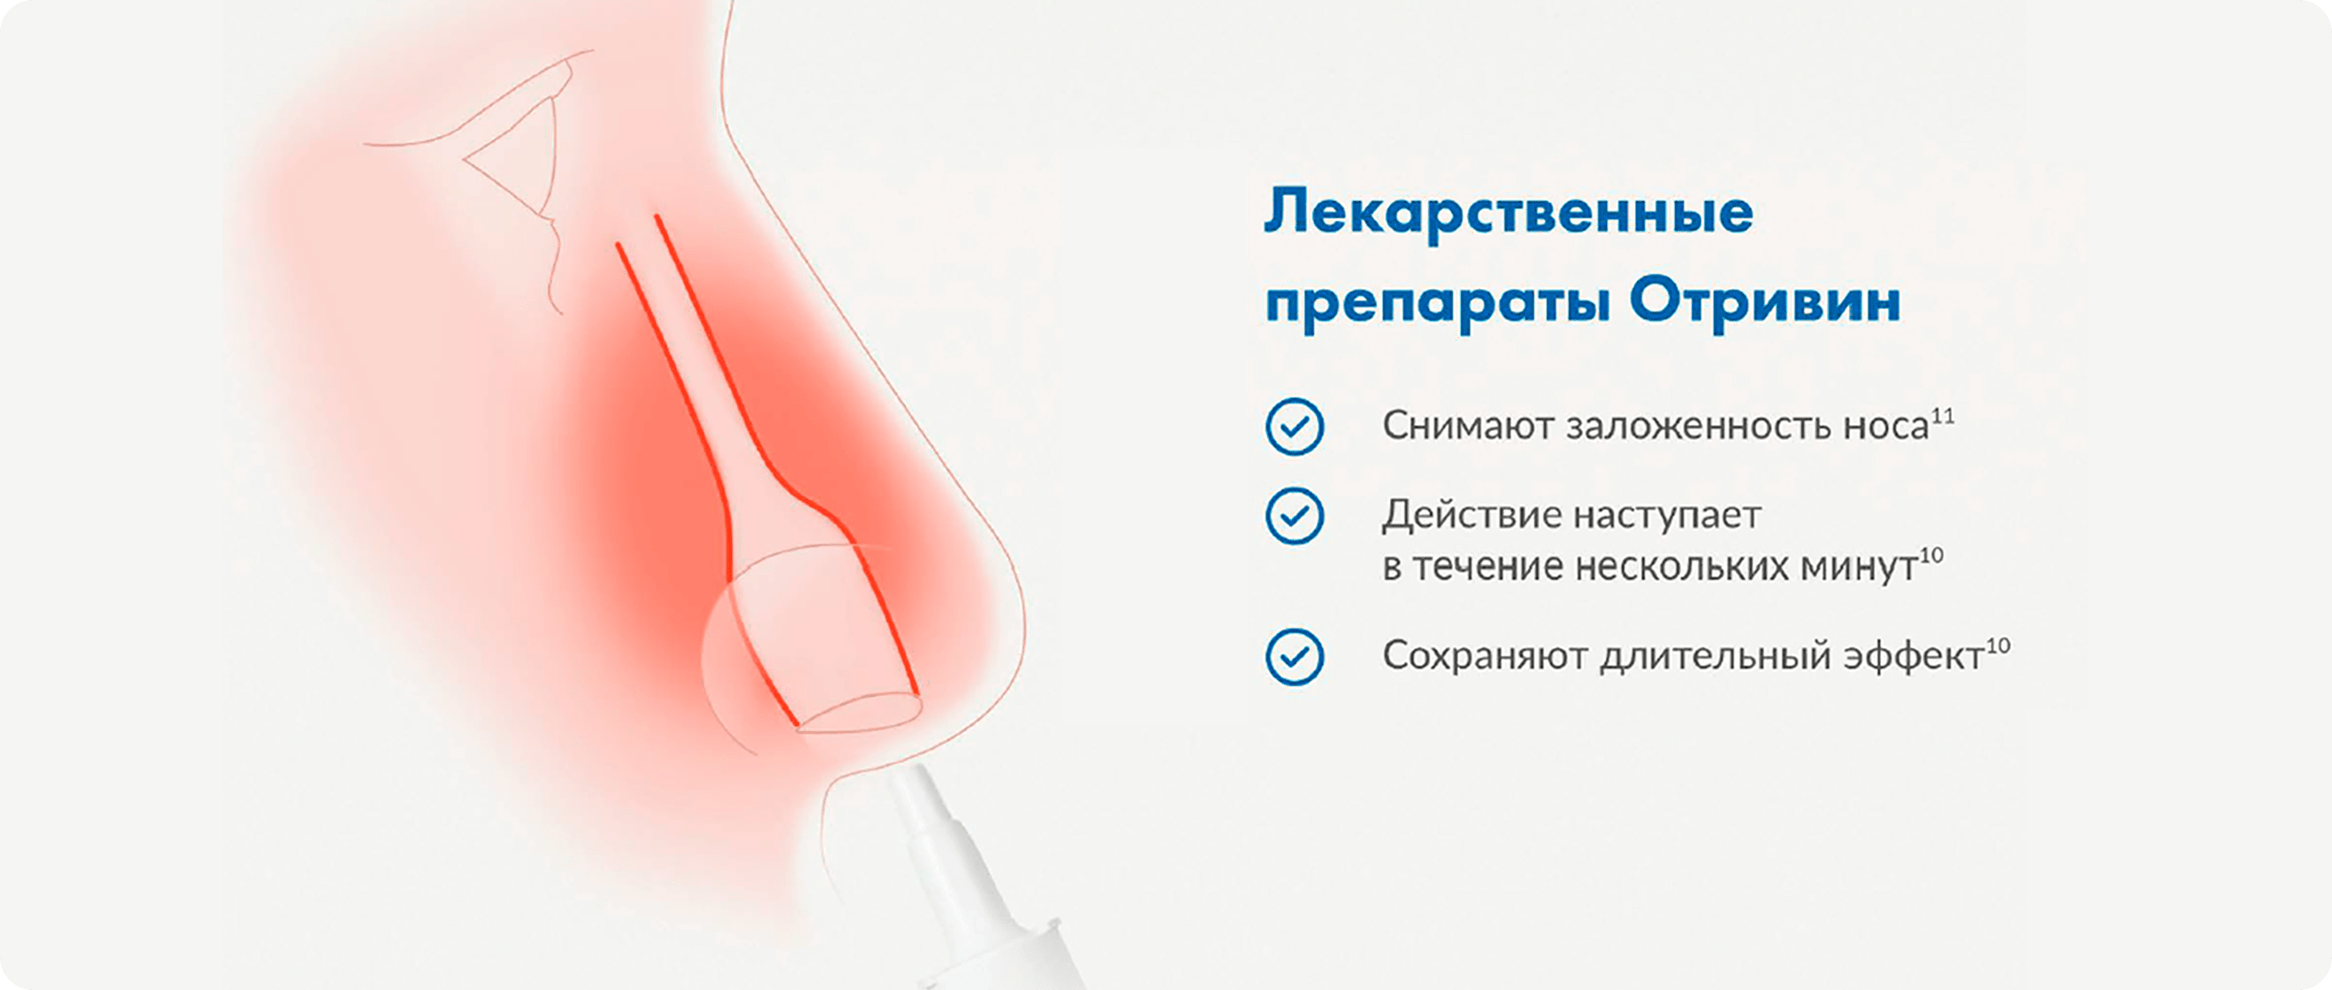 Лекарственные
препараты Отривин
Снимают заложенность носа¹¹
Действие наступает
в течение нескольких минут¹⁰
Сохраняют длительный эффект¹⁰